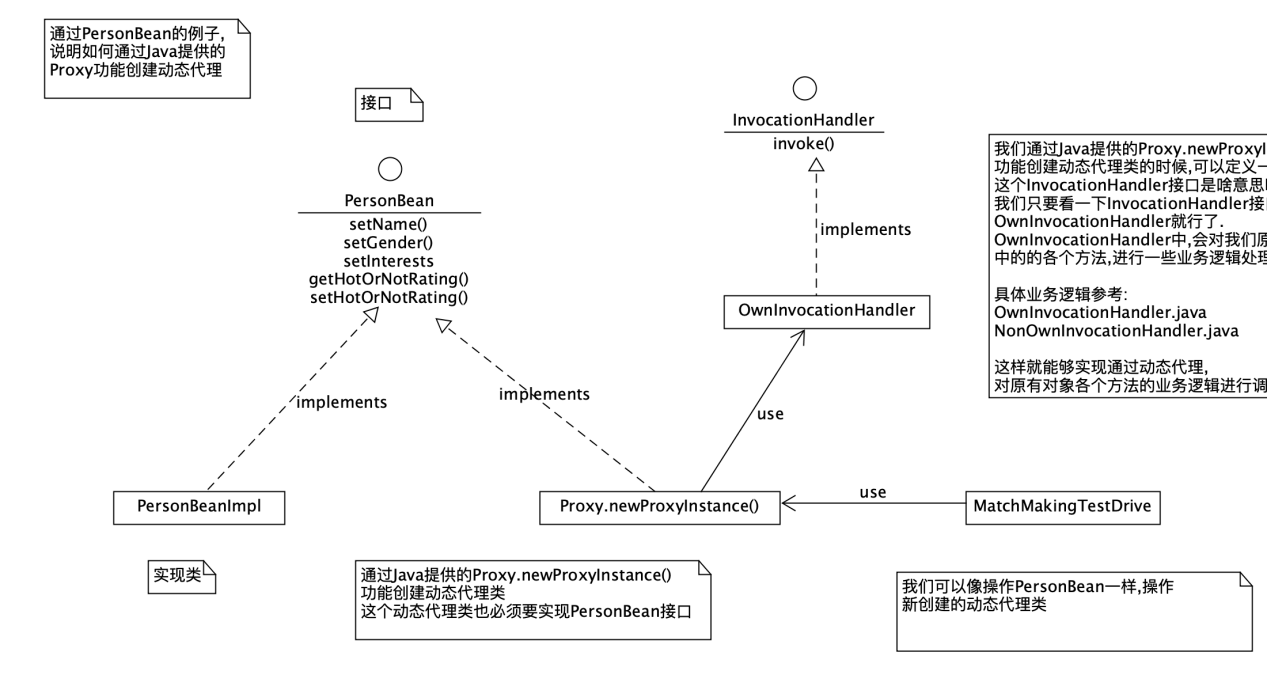 通过PersonBean的例子,
说明如何通过Java提供的
Proxy功能创建动态代理
接口
PersonBean
setName()
setGender()
setInterests
getHotOrNotRating()
setHotOrNotRating()
InvocationHandler
invoke()
implements
OwnInvocationHandler
我们通过Java提供的Proxy.newProxyI
功能创建动态代理类的时候,可以定义一
这个InvocationHandler接口是啥意思
我们只要看一下InvocationHandler接
OwnInvocationHandler就行了.
OwnInvocationHandler中,会对我们原
中的的各个方法,进行一些业务逻辑处理
具体业务逻辑参考:
OwnInvocationHandler.java
NonOwnInvocationHandler.java
这样就能够实现通过动态代理,
对原有对象各个方法的业务逻辑进行调
implements
implements
use
use
PersonBeanImpl
Proxy.newProxyInstance()
MatchMakingTestDrive
实现类
通过Java提供的Proxy.newProxyInstance()
功能创建动态代理类
这个动态代理类也必须要实现PersonBean接口
我们可以像操作PersonBean一样,操作
新创建的动态代理类